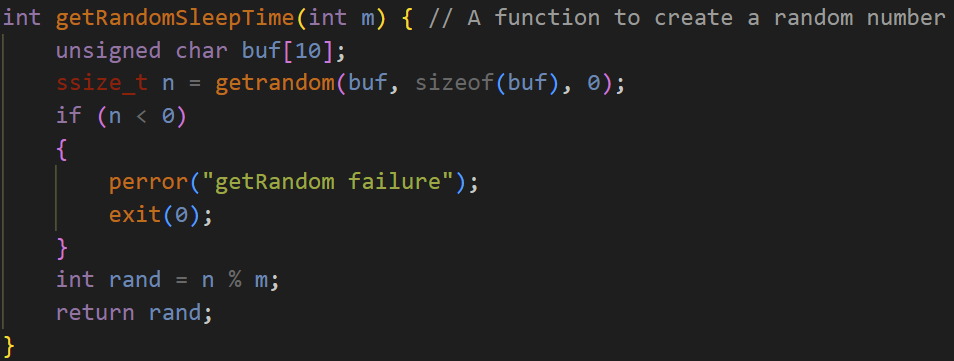 int getRandomSleepTime(int m) { // A function to create a random number
    unsigned char buf[10];
    ssize_t n = getrandom(buf, sizeof(buf), 0);
    if (n < 0)
    {
        perror("getRandom failure");
        exit(0);
    }
    int rand = n % m;
    return rand;
}